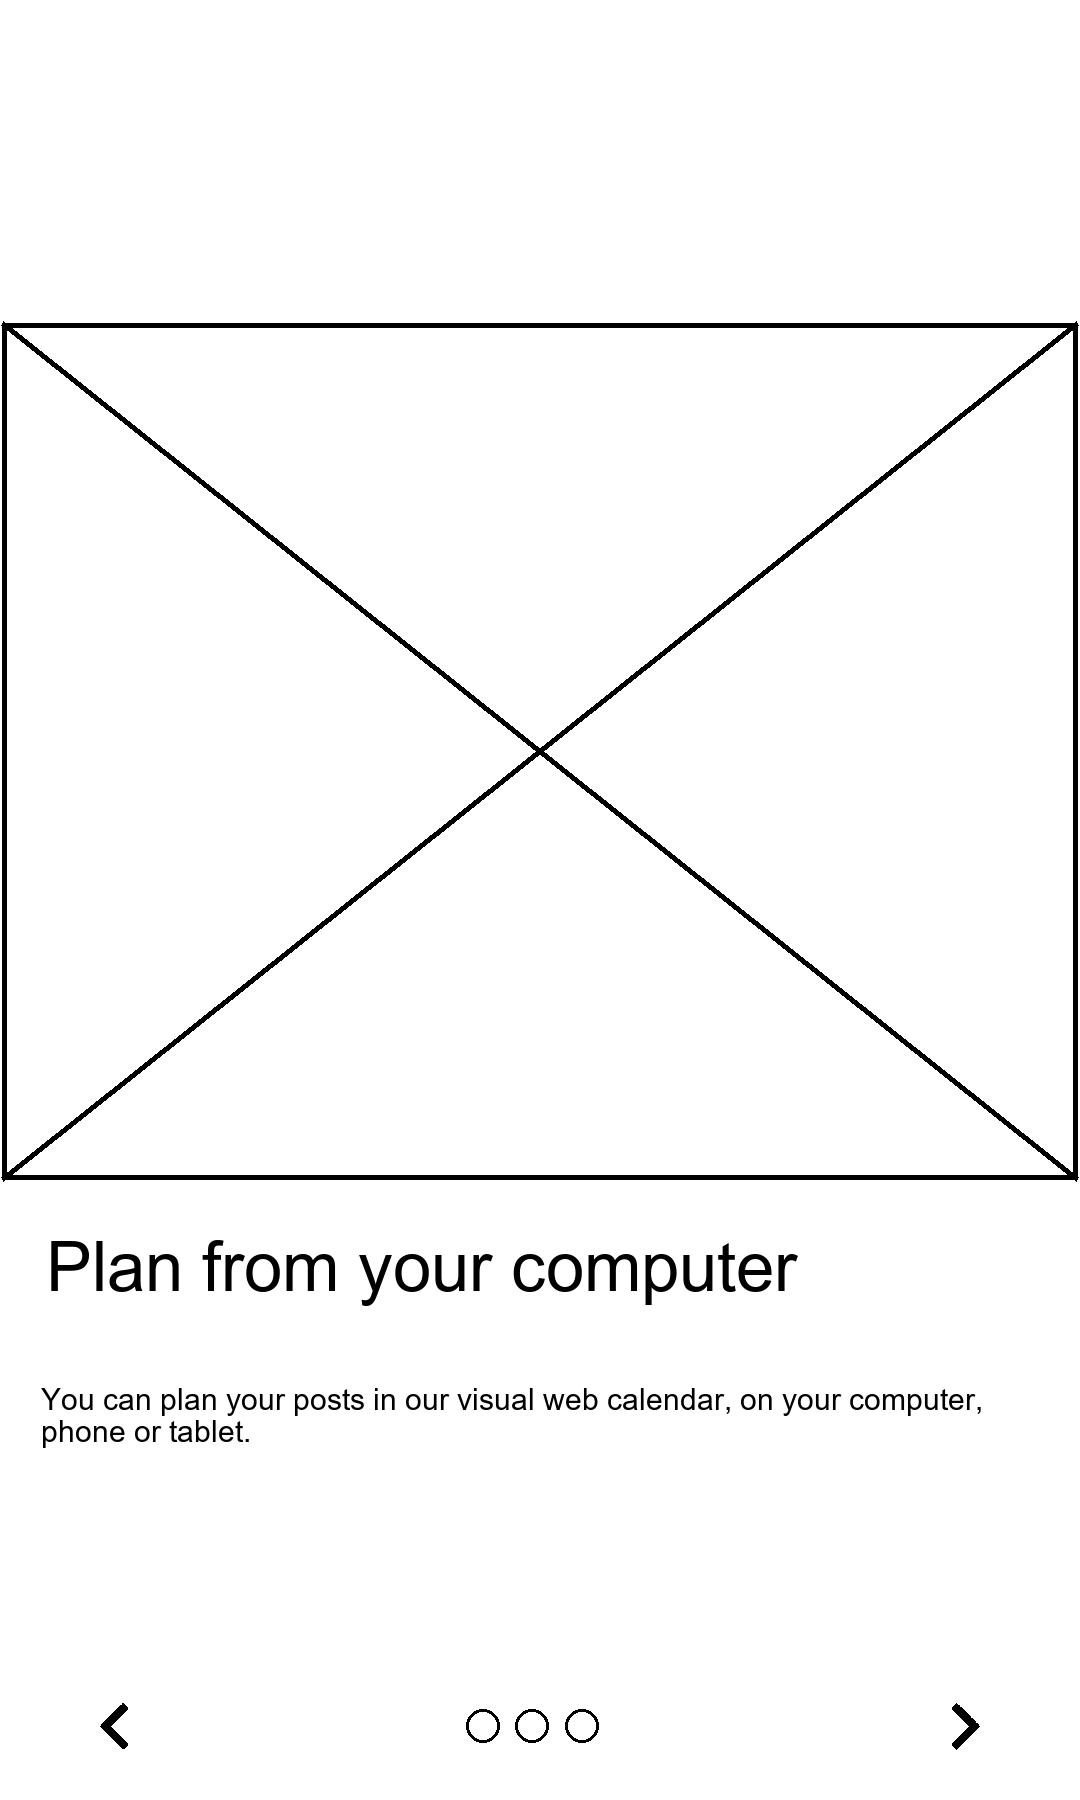 Plan from your computer
You can plan your posts in our visual web calendar, on your computer,
phone or tablet.